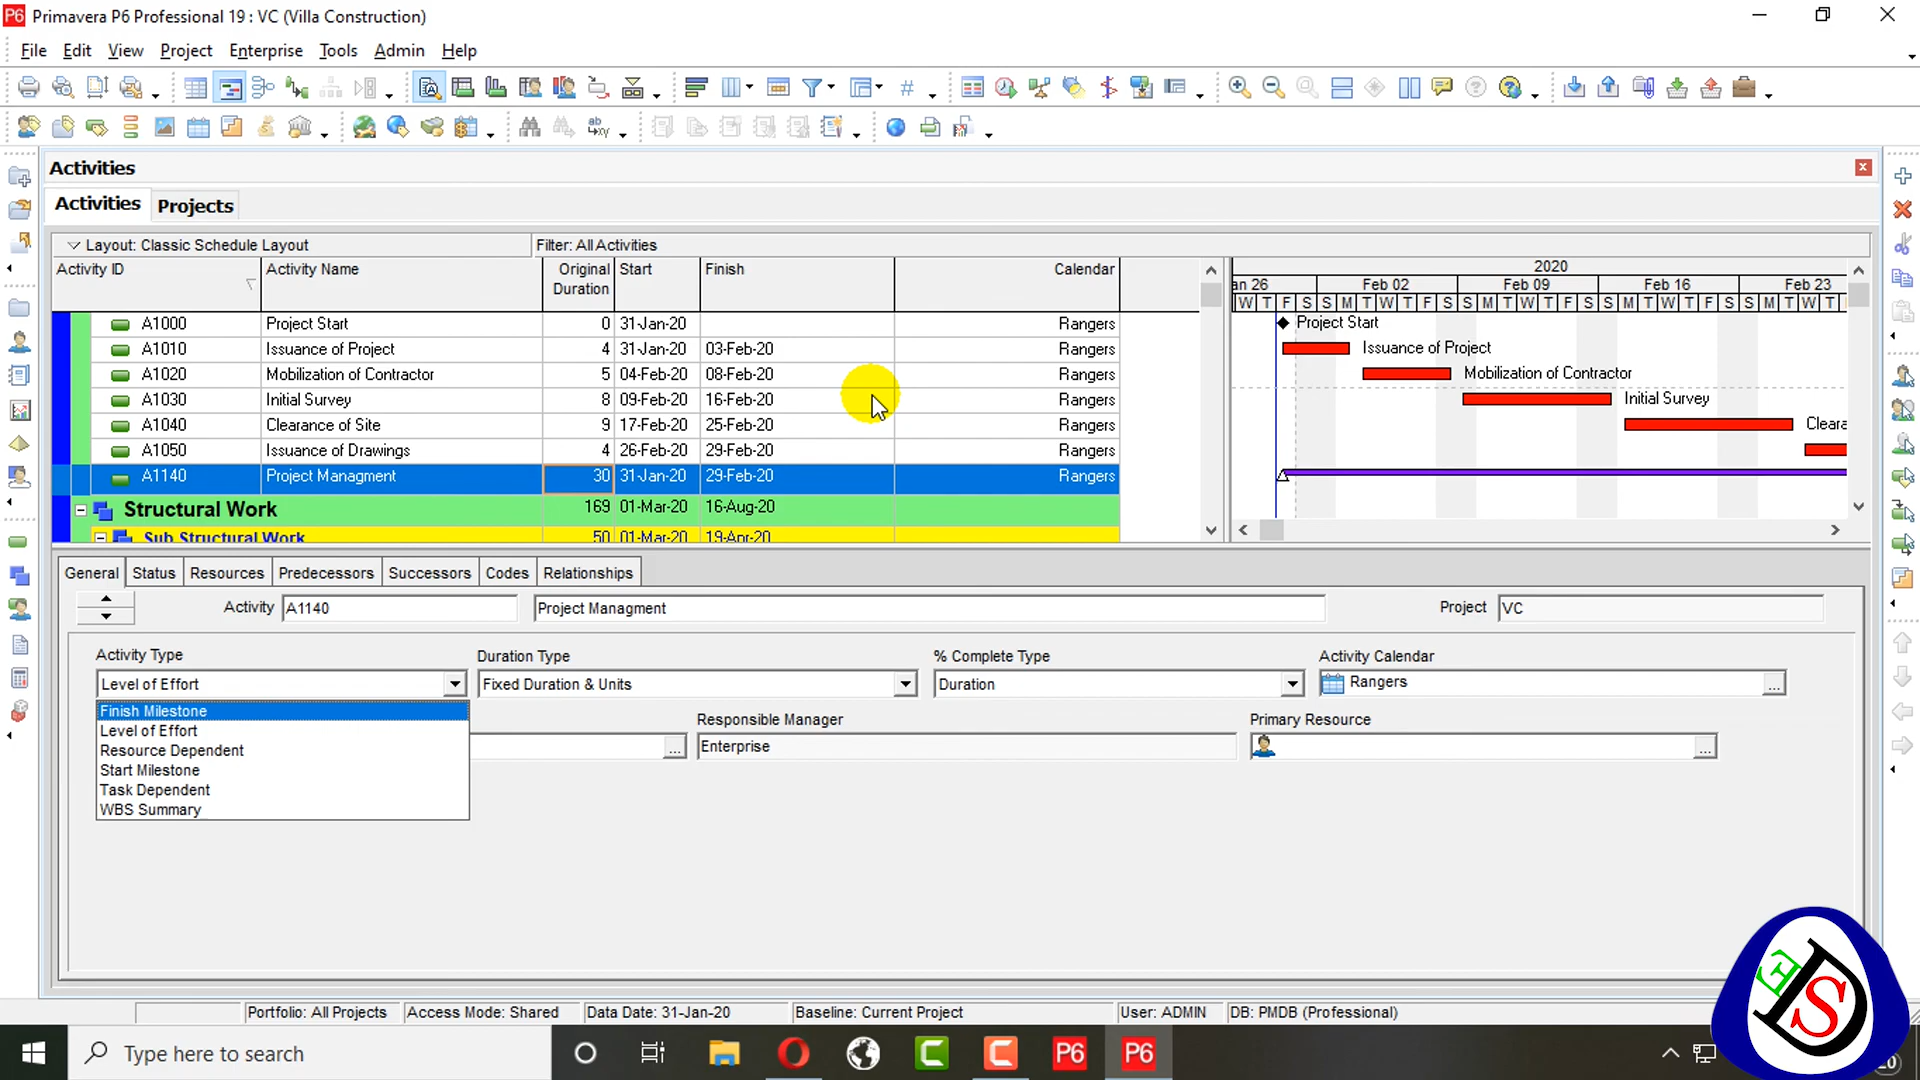 P6 Primavera P6 Professional 19 : VC (Villa Construction)
File Edit View Project Enterprise Tools Admin Help
Activities
Activities Projects
Layout: Classic Schedule Layout Filter: All Activities
Activity ID Activity Name Original Duration Start Finish Calendar
2020
an 26 Feb 02 Feb 09 Feb 16 Feb 23
W T F S S M T W T F S S M T W T F S S M T W T F S S M T W T
A1000 Project Start 0 31-Jan-20 Rangers Project Start
A1010 Issuance of Project 4 31-Jan-20 03-Feb-20 Rangers Issuance of Project
A1020 Mobilization of Contractor 5 04-Feb-20 08-Feb-20 Rangers Mobilization of Contractor
A1030 Initial Survey 8 09-Feb-20 16-Feb-20 Rangers Initial Survey
A1040 Clearance of Site 9 17-Feb-20 25-Feb-20 Rangers Cleara
A1050 Issuance of Drawings 4 26-Feb-20 29-Feb-20 Rangers
A1140 Project Managment 30 31-Jan-20 29-Feb-20 Rangers
Structural Work 169 01-Mar-20 16-Aug-20
Sub Structural Work 50 01-Mar-20 19-Apr-20
General Status Resources Predecessors Successors Codes Relationships
Activity A1140 Project Managment Project VC
Activity Type Duration Type % Complete Type Activity Calendar
Level of Effort Fixed Duration & Units Duration Rangers
Finish Milestone
Level of Effort
Resource Dependent
Start Milestone
Task Dependent
WBS Summary
Responsible Manager Primary Resource
Enterprise
Portfolio: All Projects Access Mode: Shared Data Date: 31-Jan-20 Baseline: Current Project User: ADMIN DB: PMDB (Professional)
Type here to search
P6 P6